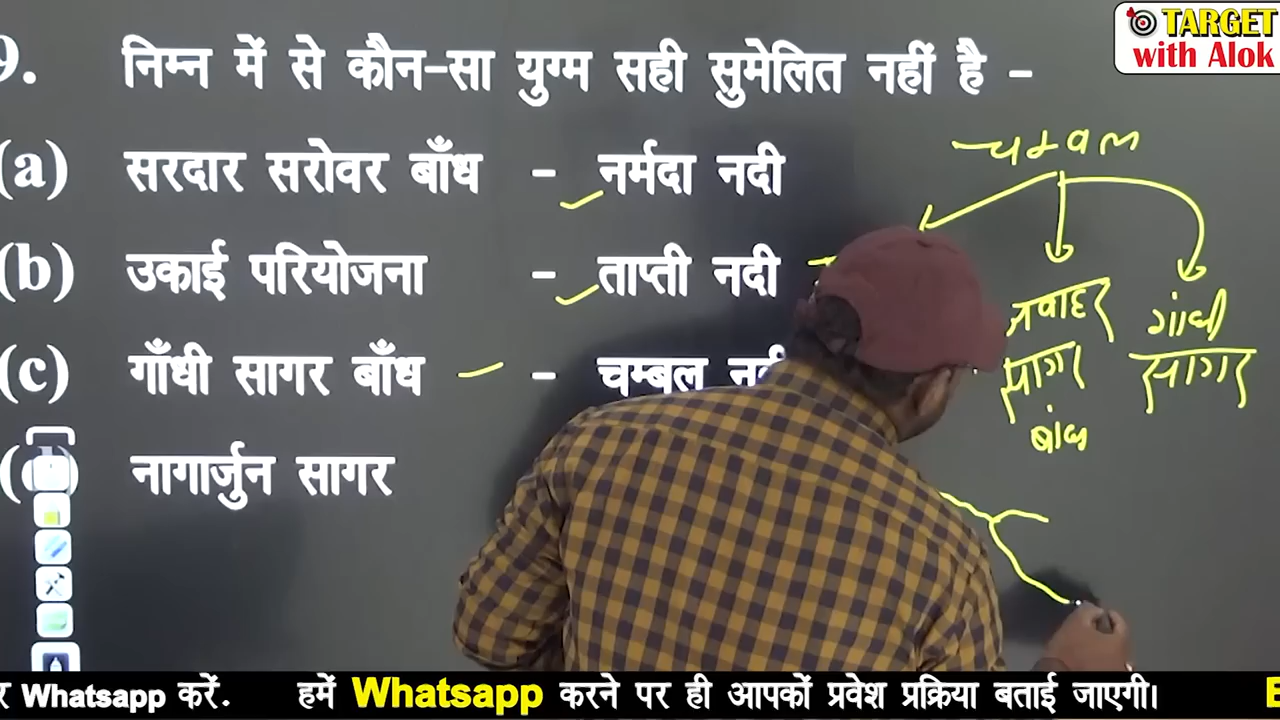 TARGET
with Alok
9. निम्न में से कौन-सा युग्म सही सुमेलित नहीं है -
(a) सरदार सरोवर बाँध - नर्मदा नदी
(b) उकाई परियोजना - ताप्ती नदी
(c) गाँधी सागर बाँध - चम्बल
नागार्जुन सागर
चम्बल
जवाहर
सागर
बांध
गांधी
सागर
र Whatsapp करें. हमें Whatsapp करने पर ही आपकों प्रवेश प्रक्रिया बताई जाएगी।